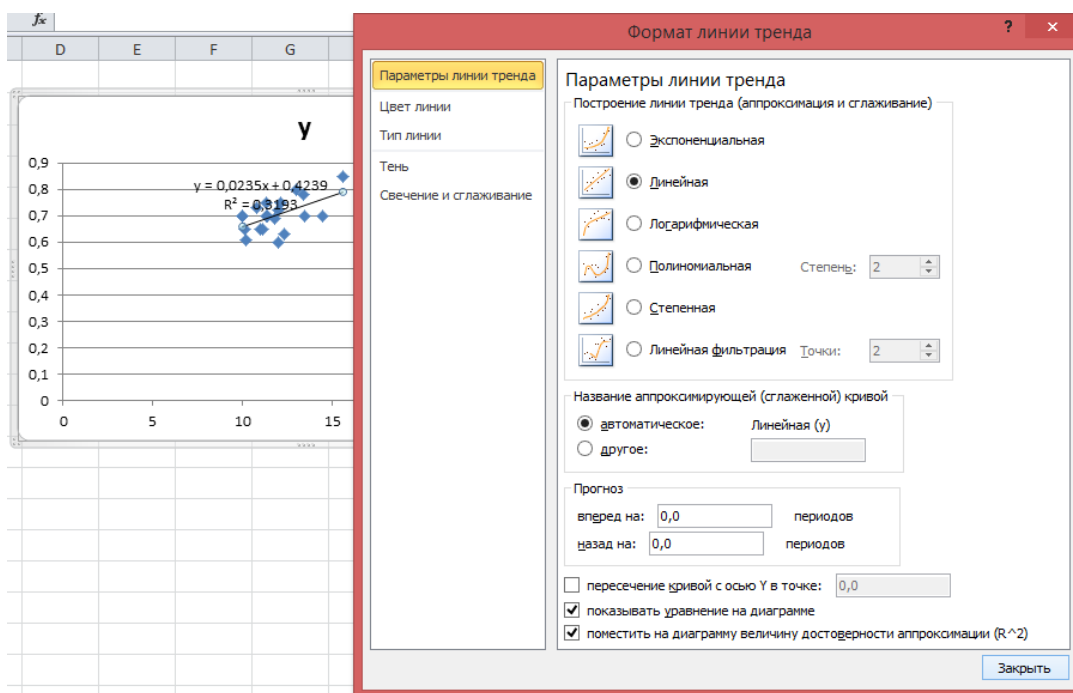 fx
D E F G
y
0,9
0,8
0,7
0,6
0,5
0,4
0,3
0,2
0,1
0
0 5 10 15
y = 0,0235x + 0,4239
R² = 0,3193
Формат линии тренда
? ×
Параметры линии тренда
Цвет линии
Тип линии
Тень
Свечение и сглаживание
Параметры линии тренда
Построение линии тренда (аппроксимация и сглаживание)
Экспоненциальная
Линейная
Логарифмическая
Полиномиальная Степень: 2
Степенная
Линейная фильтрация Точки: 2
Название аппроксимирующей (сглаженной) кривой
автоматическое: Линейная (y)
другое:
Прогноз
вперед на: 0,0 периодов
назад на: 0,0 периодов
пересечение кривой с осью Y в точке: 0,0
показывать уравнение на диаграмме
поместить на диаграмму величину достоверности аппроксимации (R^2)
Закрыть